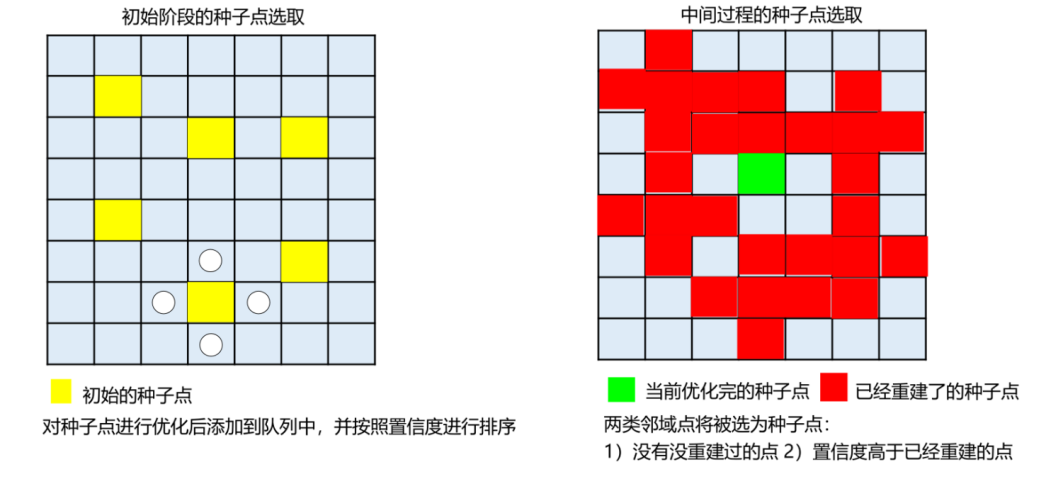 初始阶段的种子点选取
初始的种子点
对种子点进行优化后添加到队列中，并按照置信度进行排序
中间过程的种子点选取
当前优化完的种子点
已经重建了的种子点
两类邻域点将被选为种子点：
1）没有没重建过的点 2）置信度高于已经重建的点